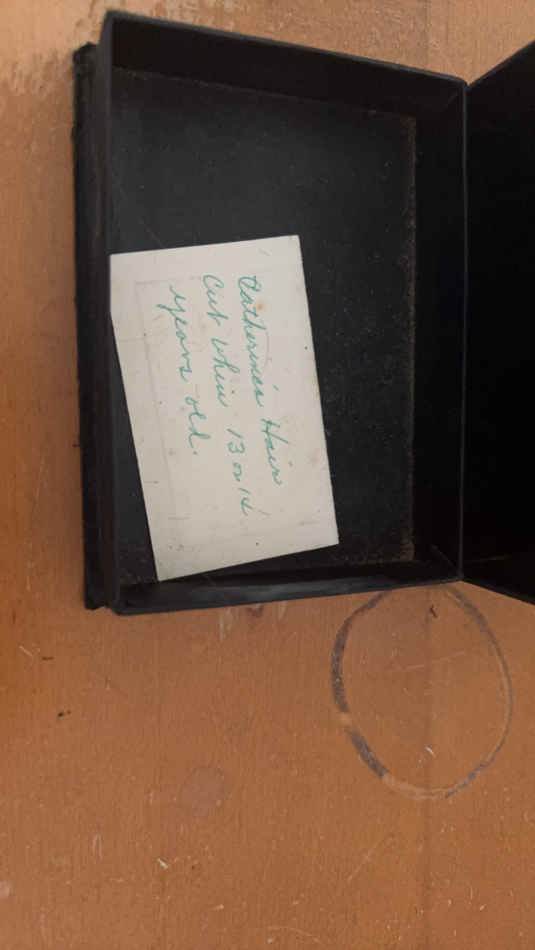 Catherine's Hair
Cut when 13 or 14
years old.